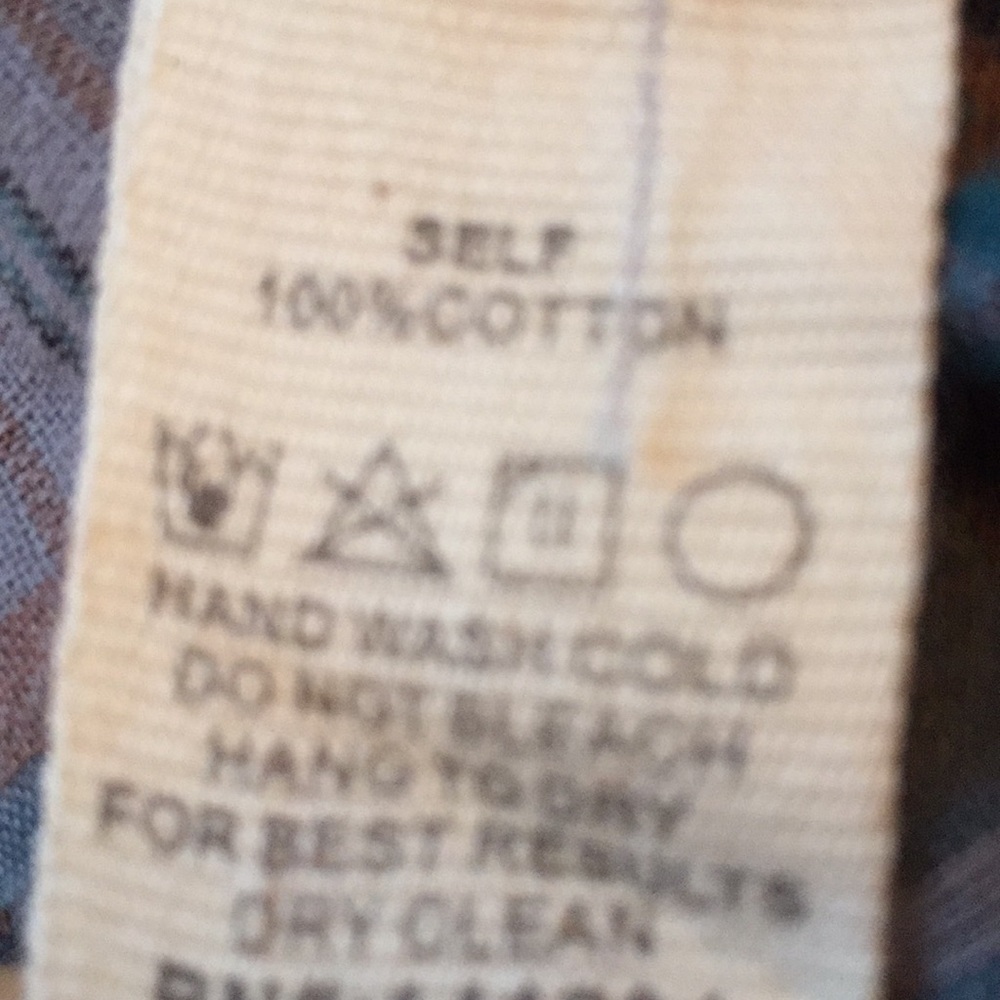 SELF
100% COTTON
HAND WASH COLD
DO NOT BLEACH
HANG TO DRY
FOR BEST RESULTS
DRY CLEAN